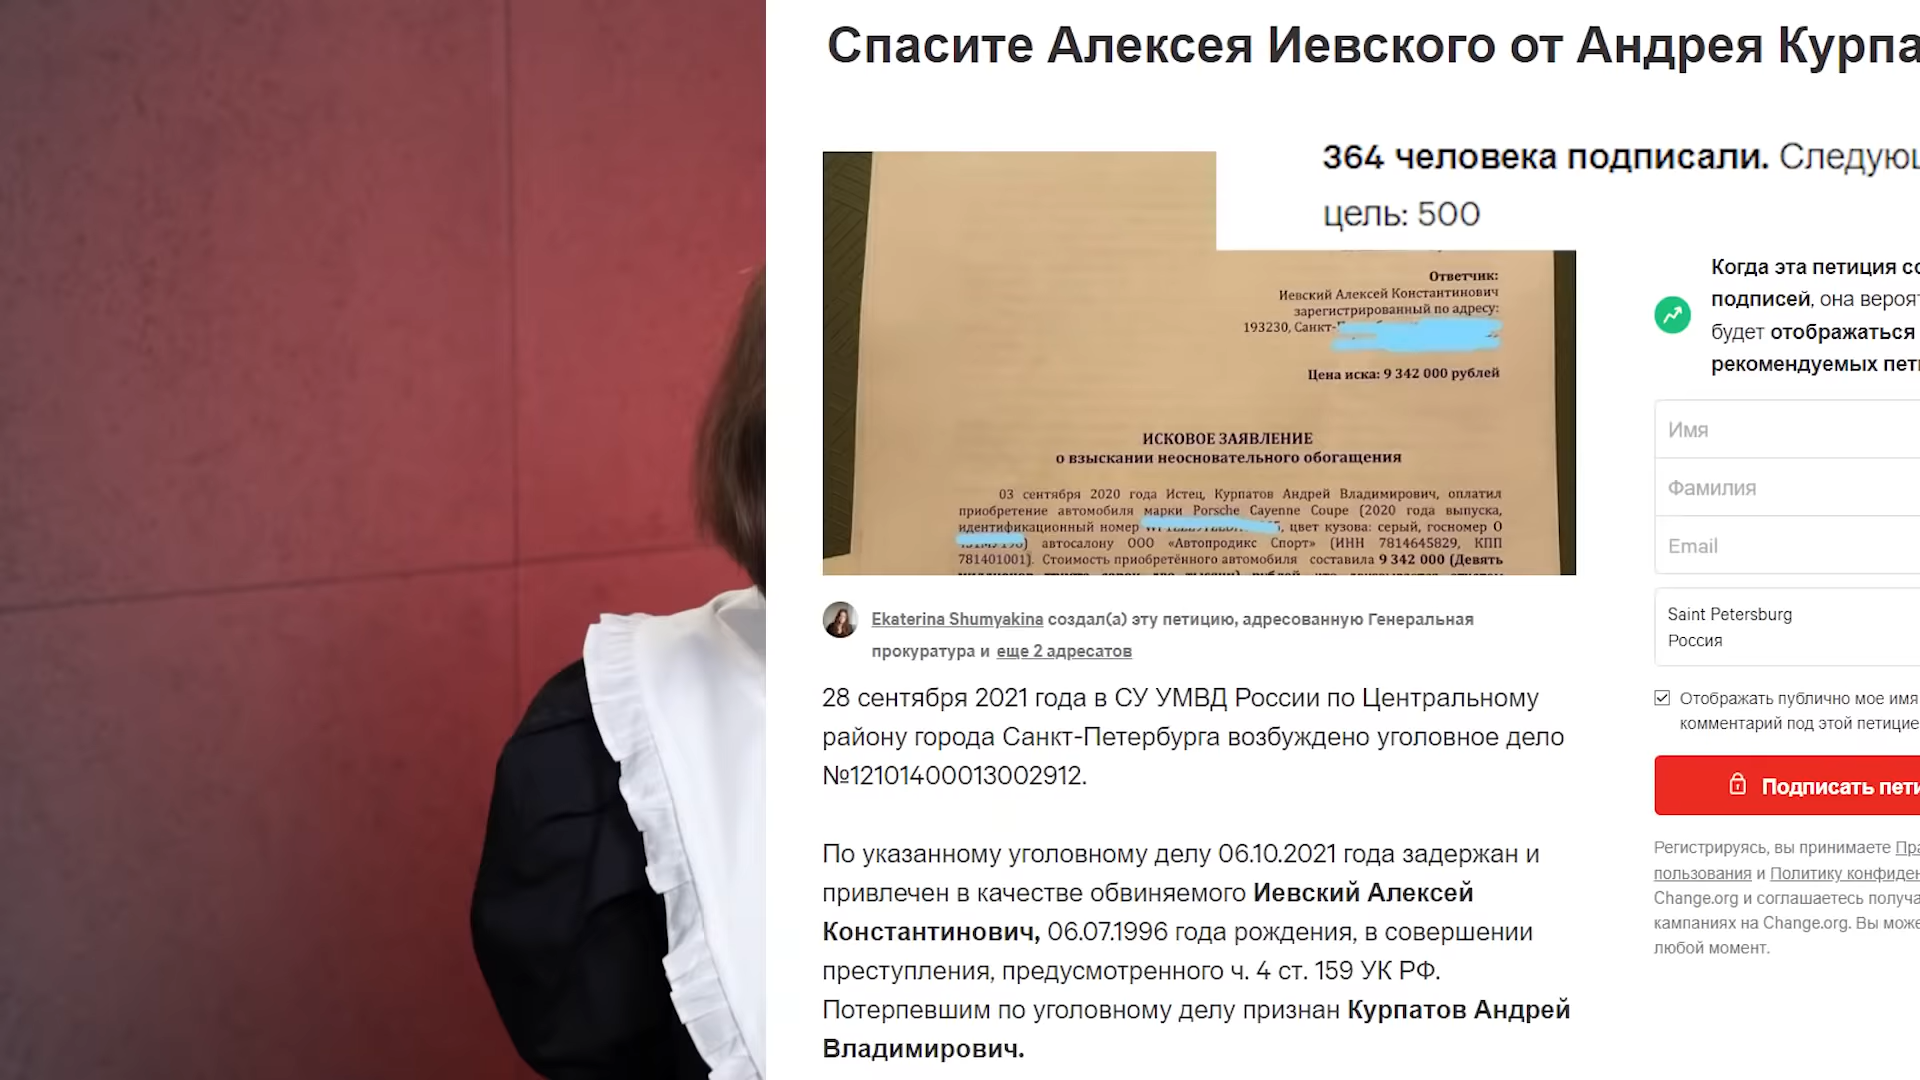 Спасите Алексея Иевского от Андрея Курпа
364 человека подписали. Следующ
цель: 500
Ответчик:
Иевский Алексей Константинович
зарегистрированный по адресу:
193230, Санкт-
Цена иска: 9 342 000 рублей
ИСКОВОЕ ЗАЯВЛЕНИЕ
о взыскании неосновательного обогащения
03 сентября 2020 года Истец, Курпатов Андрей Владимирович, оплатил
приобретение автомобиля марки Porsche Cayenne Coupe (2020 года выпуска,
идентификационный номер , цвет кузова: серый, госномер О
) автосалону ООО «Автопродикс Спорт» (ИНН 7814645829, КПП
781401001). Стоимость приобретённого автомобиля составила 9 342 000 (Девять
Ekaterina Shumyakina создал(а) эту петицию, адресованную Генеральная
прокуратура и еще 2 адресатов
28 сентября 2021 года в СУ УМВД России по Центральному
району города Санкт-Петербурга возбуждено уголовное дело
№12101400013002912.
По указанному уголовному делу 06.10.2021 года задержан и
привлечен в качестве обвиняемого Иевский Алексей
Константинович, 06.07.1996 года рождения, в совершении
преступления, предусмотренного ч. 4 ст. 159 УК РФ.
Потерпевшим по уголовному делу признан Курпатов Андрей
Владимирович.
Когда эта петиция со
подписей, она вероят
будет отображаться
рекомендуемых пети
Имя
Фамилия
Email
Saint Petersburg
Россия
Отображать публично мое имя
комментарий под этой петицие
Подписать пети
Регистрируясь, вы принимаете Пра
пользования и Политику конфиден
Change.org и соглашаетесь получа
кампаниях на Change.org. Вы може
любой момент.